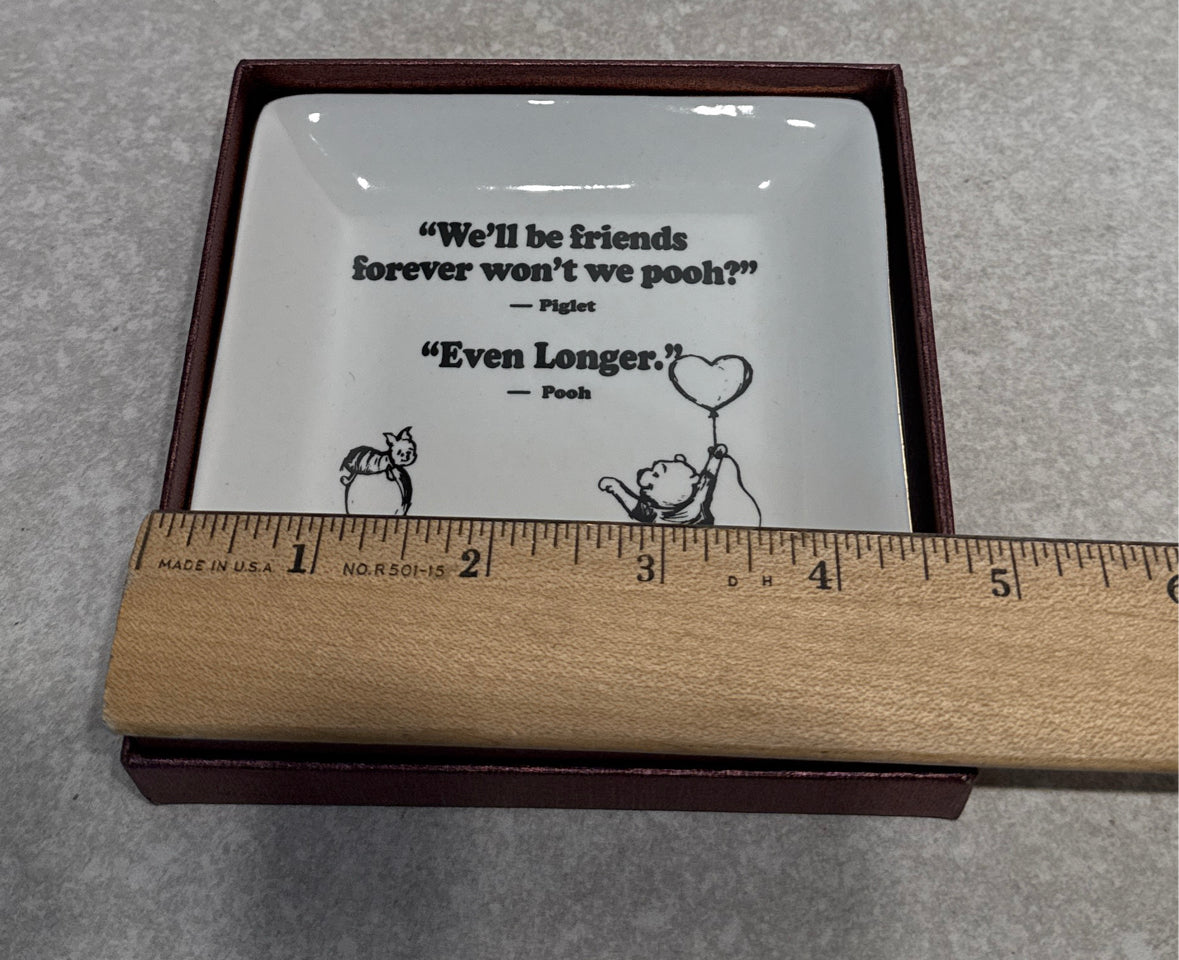 “We’ll be friends
forever won’t we pooh?”
— Piglet
“Even Longer.”
— Pooh
1 2 3 4 5 6
MADE IN U.S.A NO.R501-15 D H